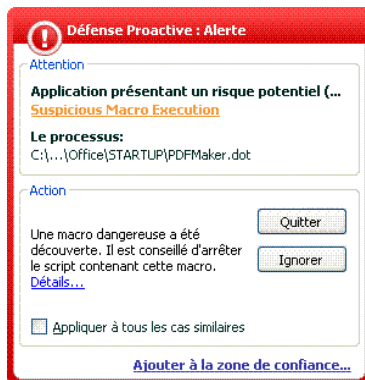 Défense Proactive : Alerte
Attention
Application présentant un risque potentiel (...
Suspicious Macro Execution
Le processus:
C:\...\Office\STARTUP\PDFMaker.dot
Action
Une macro dangereuse a été
découverte. Il est conseillé d'arrêter
le script contenant cette macro.
Détails...
Quitter
Ignorer
Appliquer à tous les cas similaires
Ajouter à la zone de confiance...